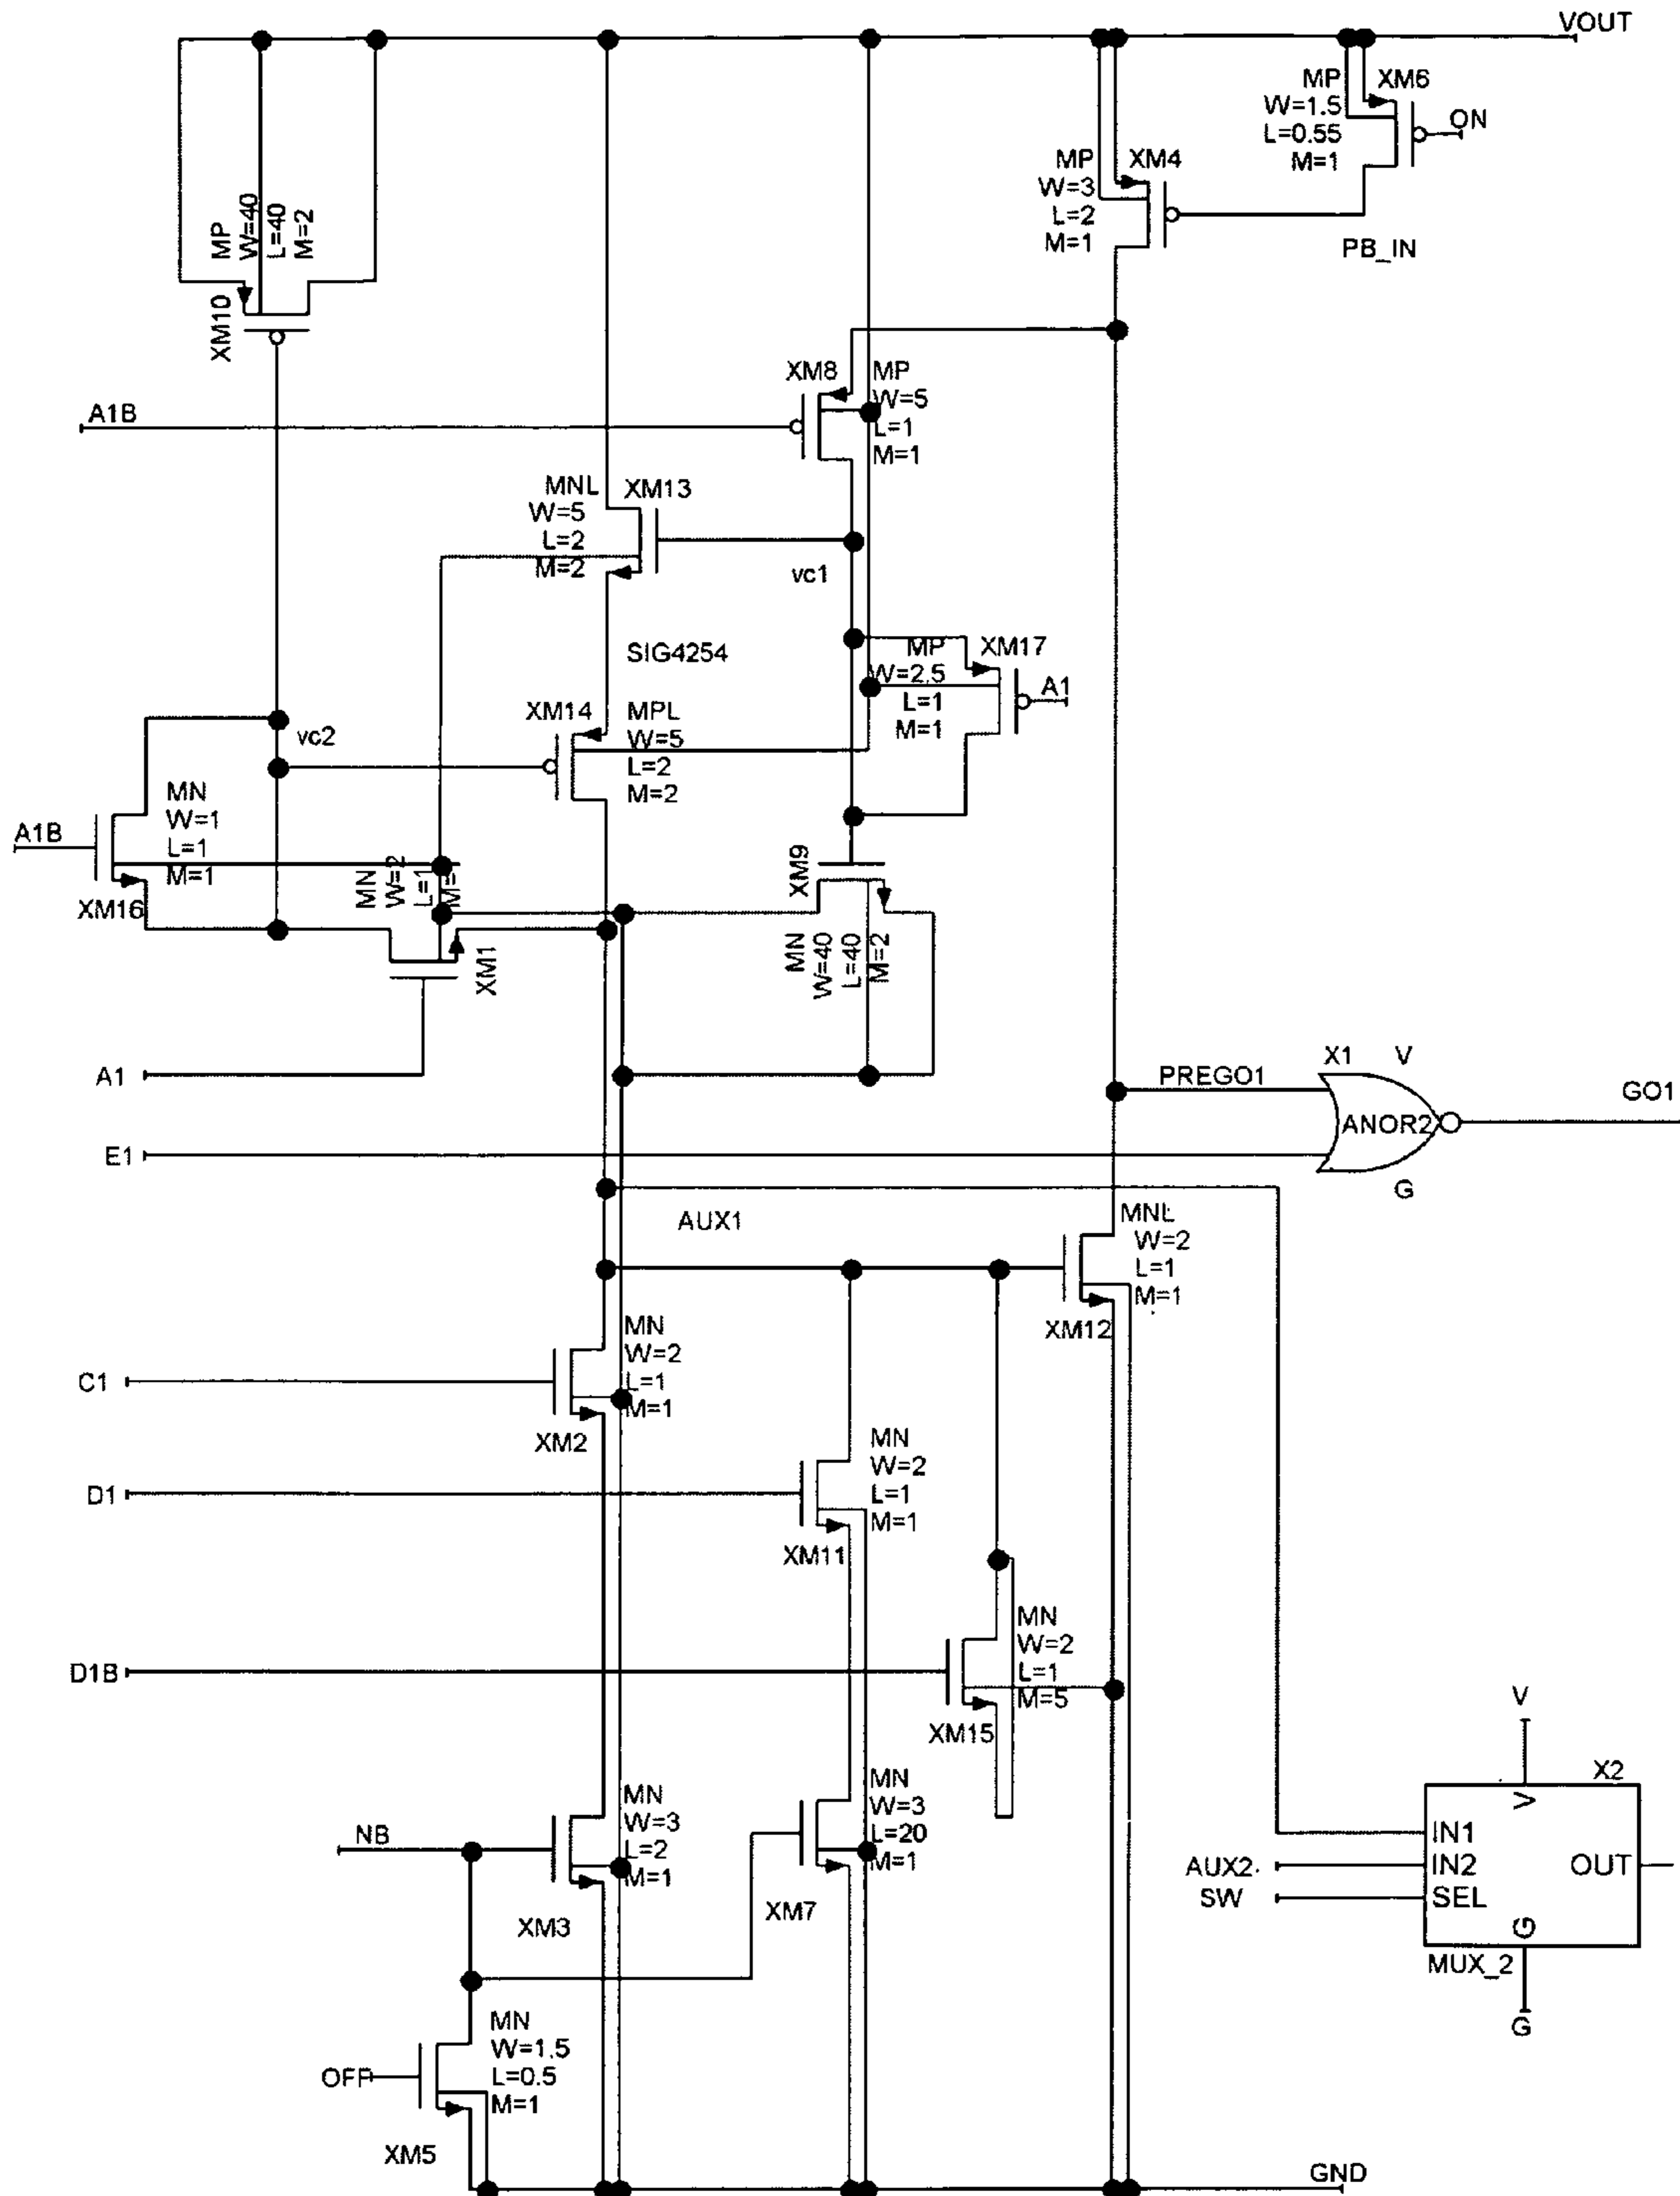 VOUT
MP
W=1.5
L=0.55
M=1
XM6
ON
MP
W=3
L=2
M=1
XM4
PB_IN
MP
W=40
L=40
M=2
XM10
XM8
MP
W=5
L=1
M=1
A1B
MNL
W=5
L=2
M=2
XM13
vc1
SIG4254
MP
W=2.5
L=1
M=1
XM17
A1
XM14
MPL
W=5
L=2
M=2
vc2
A1B
MN
W=1
L=1
M=1
XM16
MN
W=2
L=1
M=
XM1
XM9
MN
W=40
L=40
M=2
A1
PREGO1
X1
V
ANOR2
G
GO1
E1
AUX1
MNL
W=2
L=1
M=1
XM12
C1
MN
W=2
L=1
M=1
XM2
D1
MN
W=2
L=1
M=1
XM11
D1B
MN
W=2
L=1
M=5
XM15
NB
MN
W=3
L=2
M=1
XM3
MN
W=3
L=20
M=1
XM7
V
X2
V
IN1
AUX2
IN2
OUT
SW
SEL
G
MUX_2
G
OFF
MN
W=1.5
L=0.5
M=1
XM5
GND